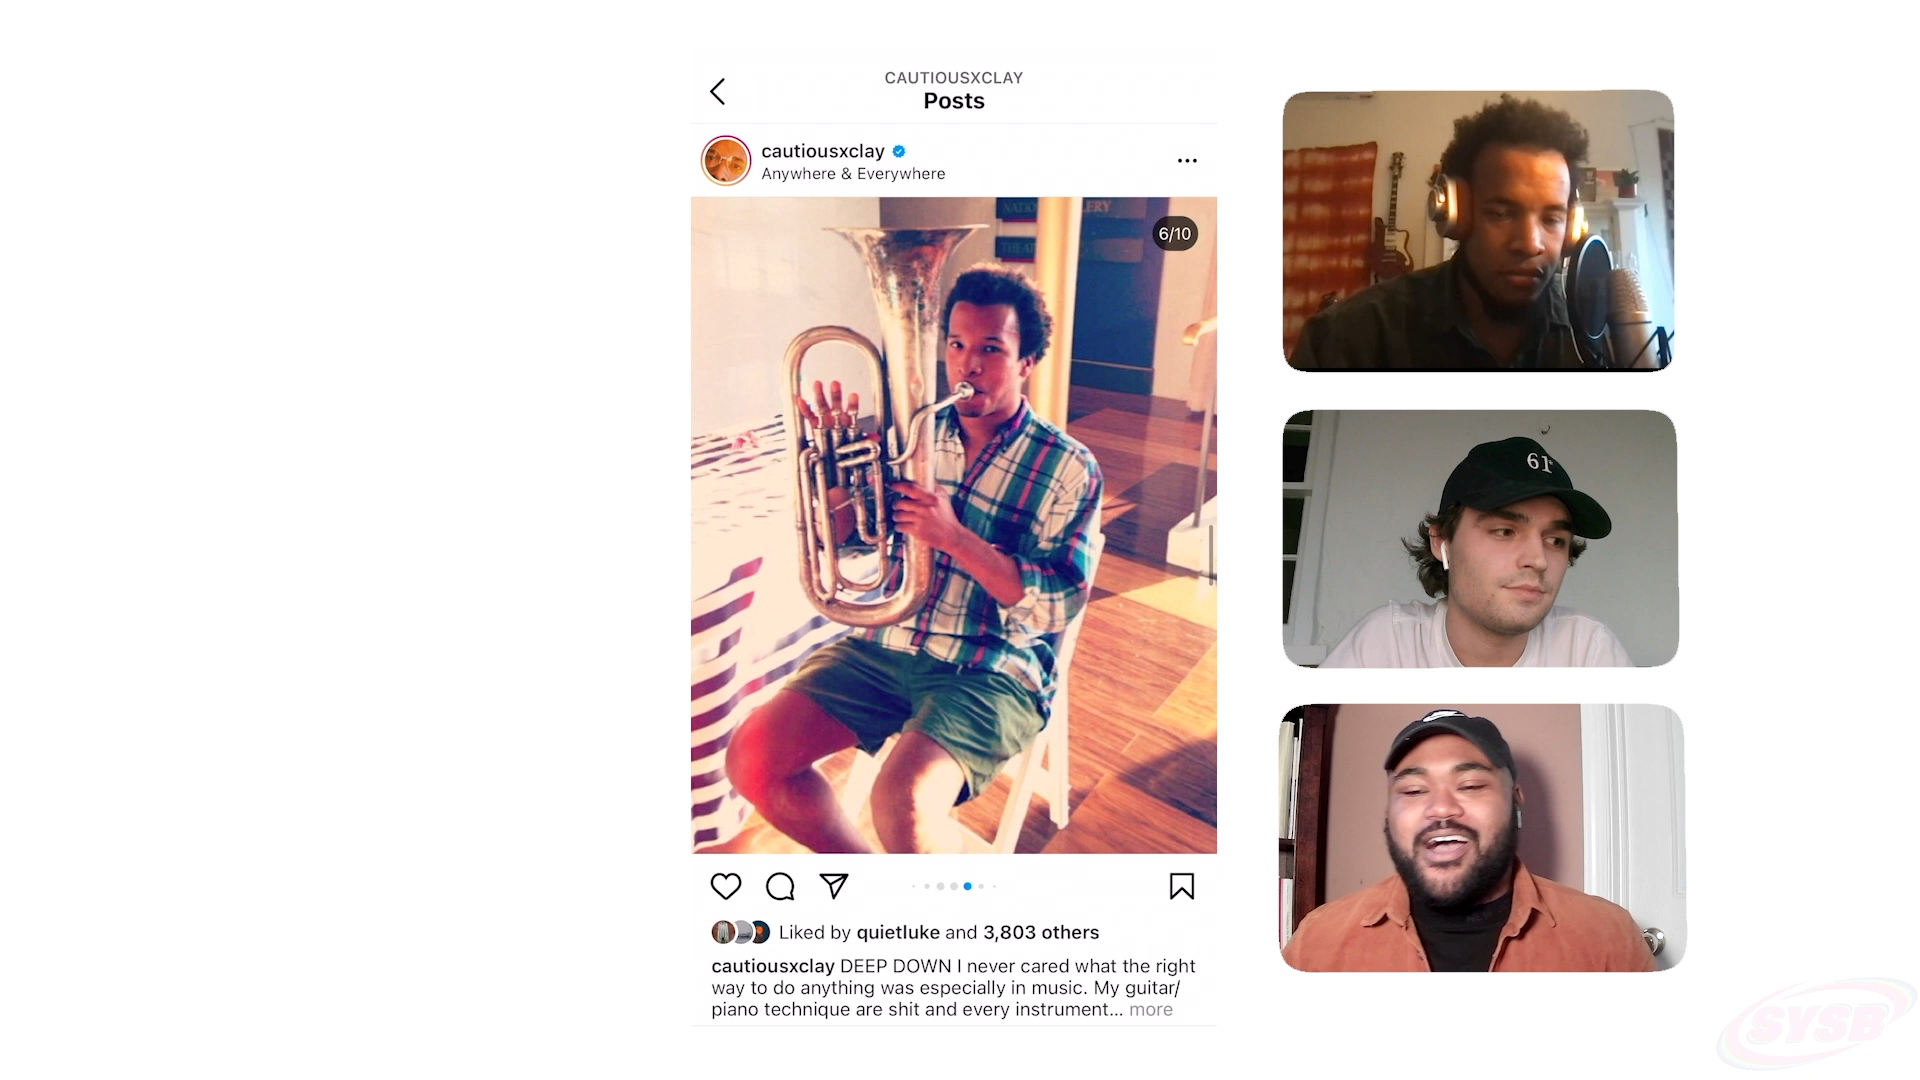 CAUTIOUSXCLAY
Posts
cautiousxclay
Anywhere & Everywhere
6/10
Liked by quietluke and 3,803 others
cautiousxclay DEEP DOWN I never cared what the right
way to do anything was especially in music. My guitar/
piano technique are shit and every instrument... more
61
SYSB